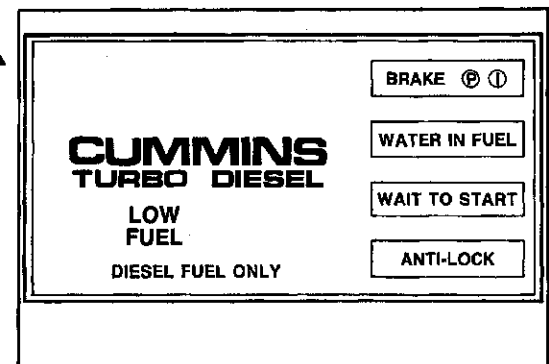 BRAKE Ⓟ ⓘ
WATER IN FUEL
CUMMINS
TURBO DIESEL
WAIT TO START
LOW
FUEL
ANTI-LOCK
DIESEL FUEL ONLY